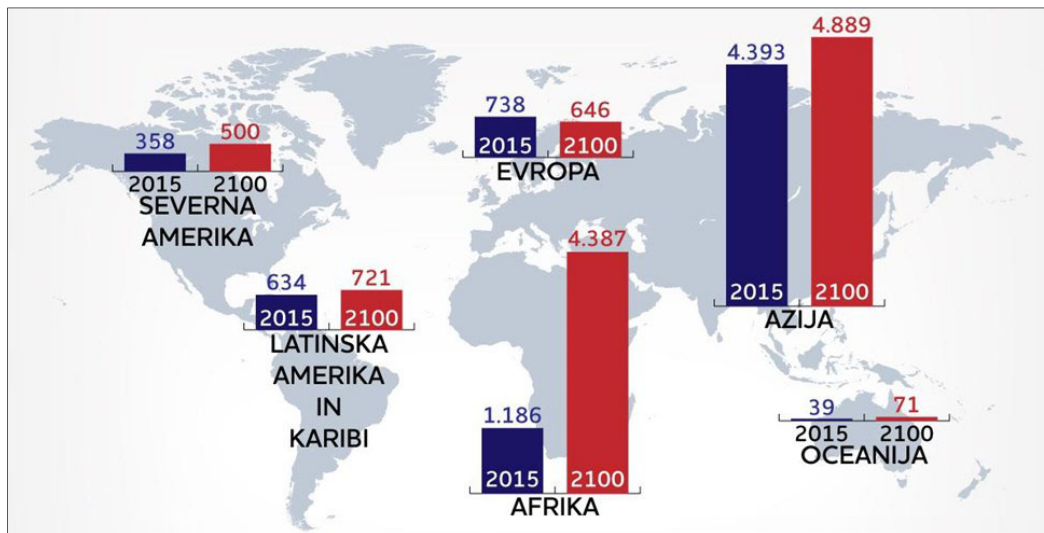 358 500
2015 2100
SEVERNA
AMERIKA
738 646
2015 2100
EVROPA
4.393 4.889
2015 2100
AZIJA
634 721
2015 2100
LATINSKA
AMERIKA
IN
KARIBI
1.186 4.387
2015 2100
AFRIKA
39 71
2015 2100
OCEANIJA